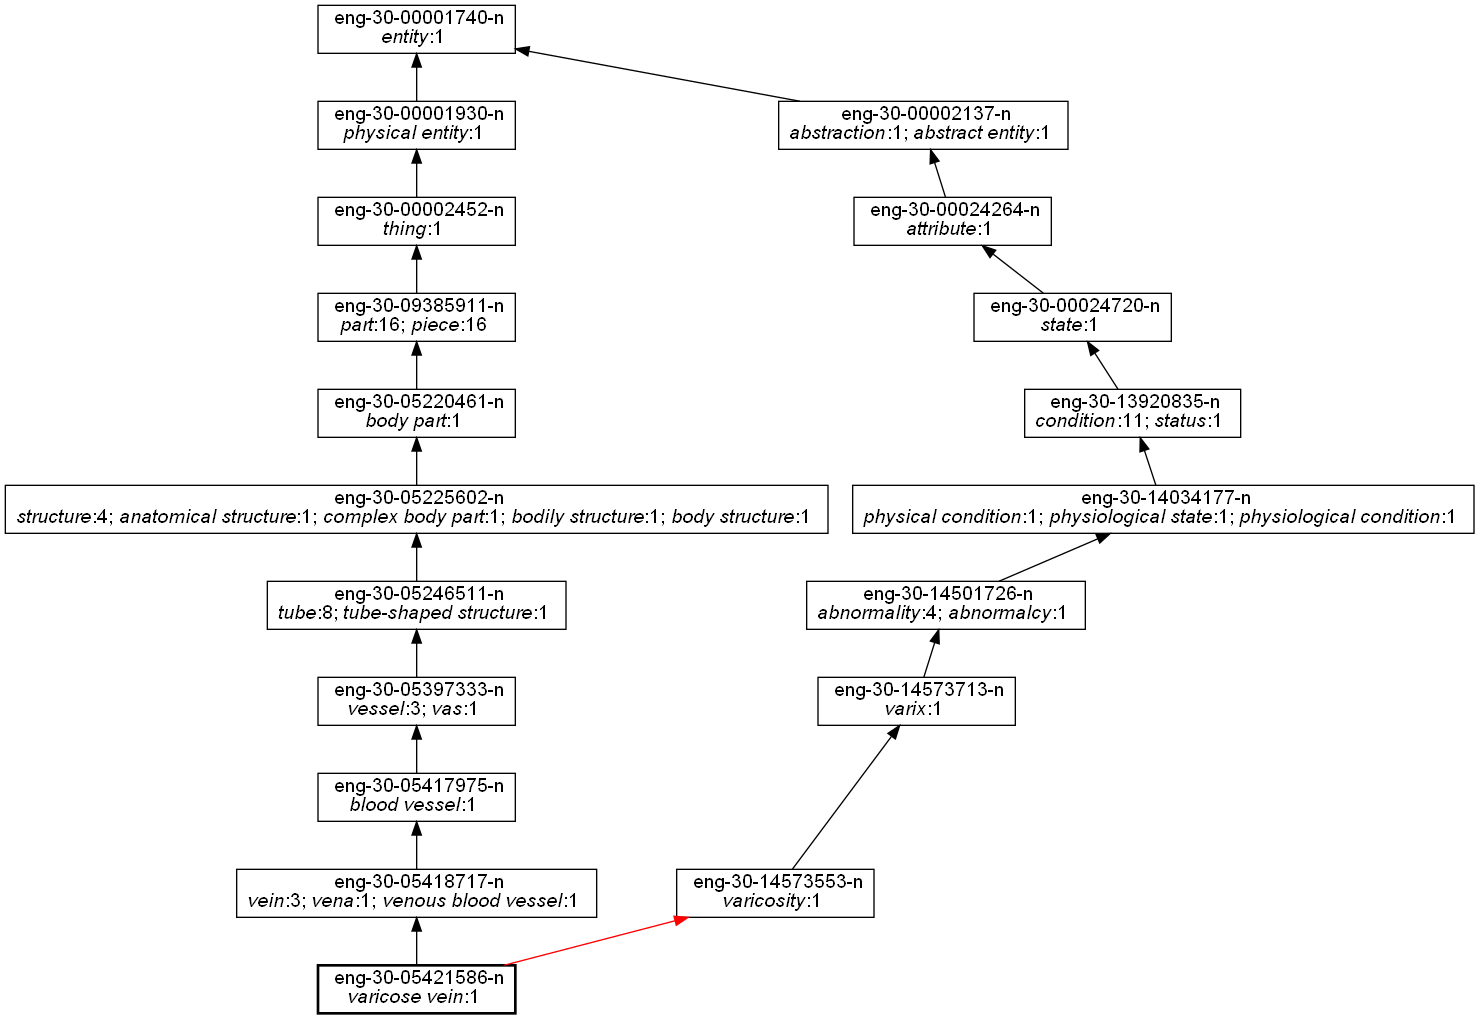 eng-30-00001740-n
entity:1
eng-30-00001930-n
physical entity:1
eng-30-00002137-n
abstraction:1; abstract entity:1
eng-30-00002452-n
thing:1
eng-30-00024264-n
attribute:1
eng-30-09385911-n
part:16; piece:16
eng-30-00024720-n
state:1
eng-30-05220461-n
body part:1
eng-30-13920835-n
condition:11; status:1
eng-30-05225602-n
structure:4; anatomical structure:1; complex body part:1; bodily structure:1; body structure:1
eng-30-14034177-n
physical condition:1; physiological state:1; physiological condition:1
eng-30-05246511-n
tube:8; tube-shaped structure:1
eng-30-14501726-n
abnormality:4; abnormalcy:1
eng-30-05397333-n
vessel:3; vas:1
eng-30-14573713-n
varix:1
eng-30-05417975-n
blood vessel:1
eng-30-05418717-n
vein:3; vena:1; venous blood vessel:1
eng-30-14573553-n
varicosity:1
eng-30-05421586-n
varicose vein:1